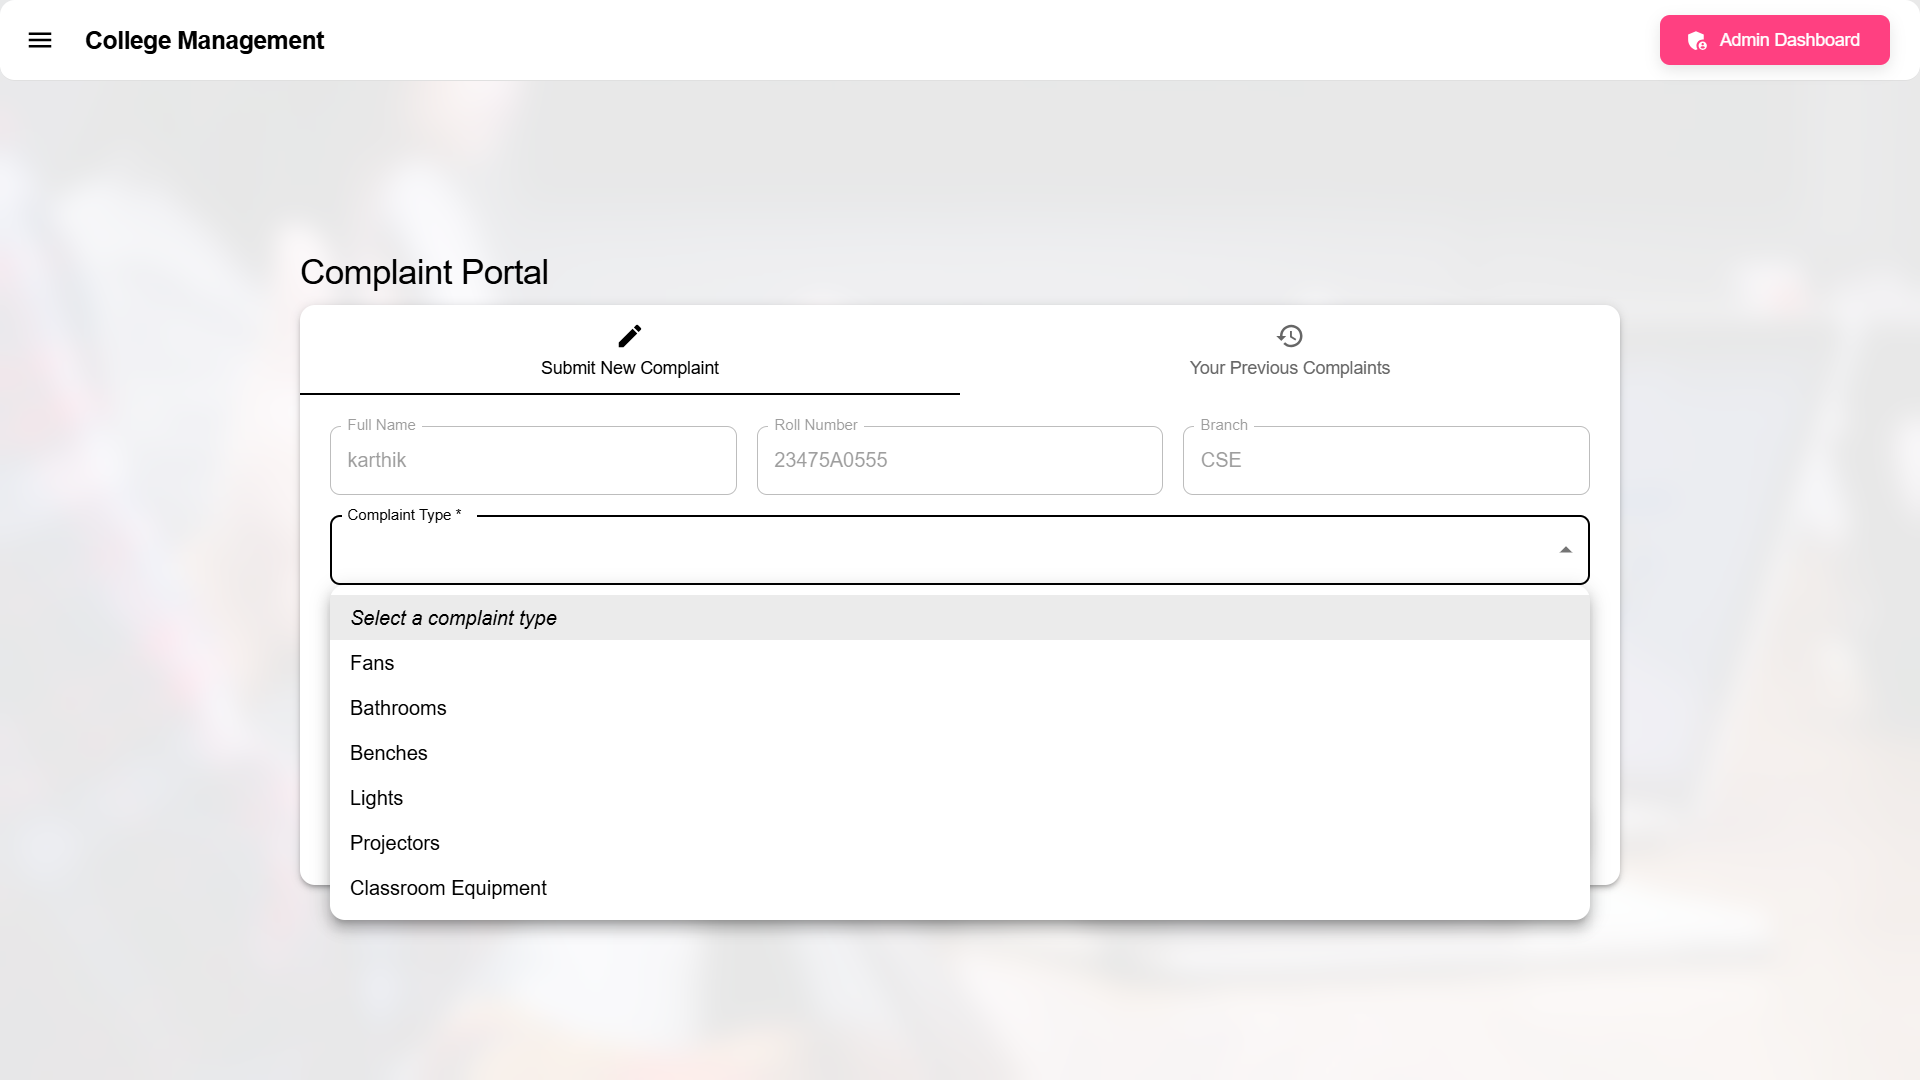 College Management
Admin Dashboard
Complaint Portal
Submit New Complaint
Your Previous Complaints
Full Name
karthik
Roll Number
23475A0555
Branch
CSE
Complaint Type *
Select a complaint type
Fans
Bathrooms
Benches
Lights
Projectors
Classroom Equipment